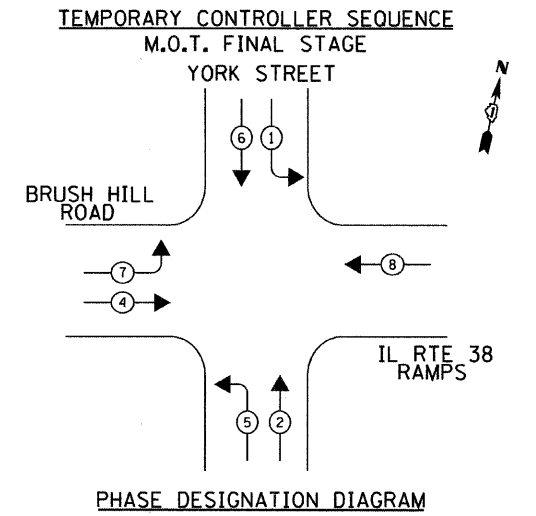 TEMPORARY CONTROLLER SEQUENCE
M.O.T. FINAL STAGE
YORK STREET
N
6 1
BRUSH HILL
ROAD
7
8
4
IL RTE 38
RAMPS
5 2
PHASE DESIGNATION DIAGRAM